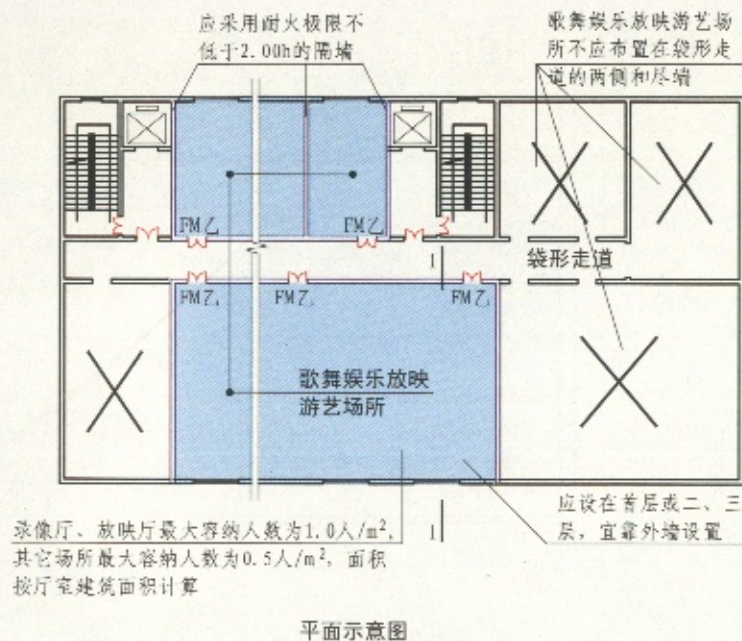 应采用耐火极限不
低于2.00h的隔墙
歌舞娱乐放映游艺场
所不应布置在袋形走
道的两侧和尽端
FM乙
FM乙
1
袋形走道
FM乙
FM乙
FM乙
歌舞娱乐放映
游艺场所
录像厅、放映厅最大容纳人数为1.0人/m²,
其它场所最大容纳人数为0.5人/m², 面积
按厅室建筑面积计算
1
应设在首层或二、三
层, 宜靠外墙设置
平面示意图